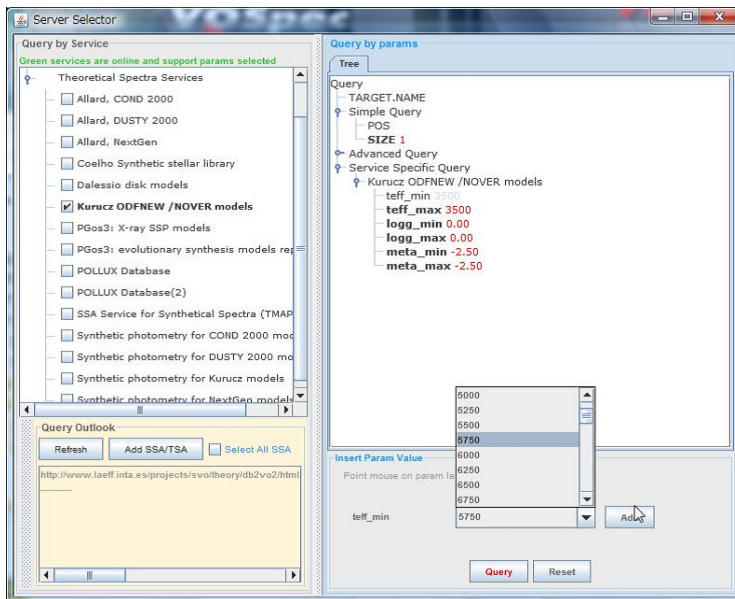 Server Selector
VOSpec
Query by Service
Green services are online and support params selected
Theoretical Spectra Services
Allard, COND 2000
Allard, DUSTY 2000
Allard, NextGen
Coelho Synthetic stellar library
Dalessio disk models
Kurucz ODFNEW /NOVER models
PGos3: X-ray SSP models
PGos3: evolutionary synthesis models rep
POLLUX Database
POLLUX Database(2)
SSA Service for Synthetical Spectra (TMAP
Synthetic photometry for COND 2000 mod
Synthetic photometry for DUSTY 2000 mo
Synthetic photometry for Kurucz models
Synthetic photometry for NextGen models
Query Outlook
Refresh
Add SSA/TSA
Select All SSA
http://www.laeff.inta.es/projects/svo/theory/db2vo2/html
----------
Query by params
Tree
Query
TARGET.NAME
Simple Query
POS
SIZE 1
Advanced Query
Service Specific Query
Kurucz ODFNEW /NOVER models
teff_min 3500
teff_max 3500
logg_min 0.00
logg_max 0.00
meta_min -2.50
meta_max -2.50
5000
5250
5500
5750
6000
6250
6500
6750
Insert Param Value
Point mouse on param la
teff_min
5750
Query
Reset